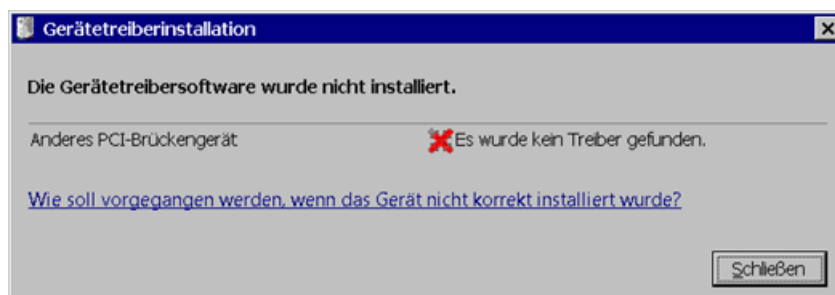 Gerätetreiberinstallation
Die Gerätetreibersoftware wurde nicht installiert.
Anderes PCI-Brückengerät Es wurde kein Treiber gefunden.
Wie soll vorgegangen werden, wenn das Gerät nicht korrekt installiert wurde?
Schließen